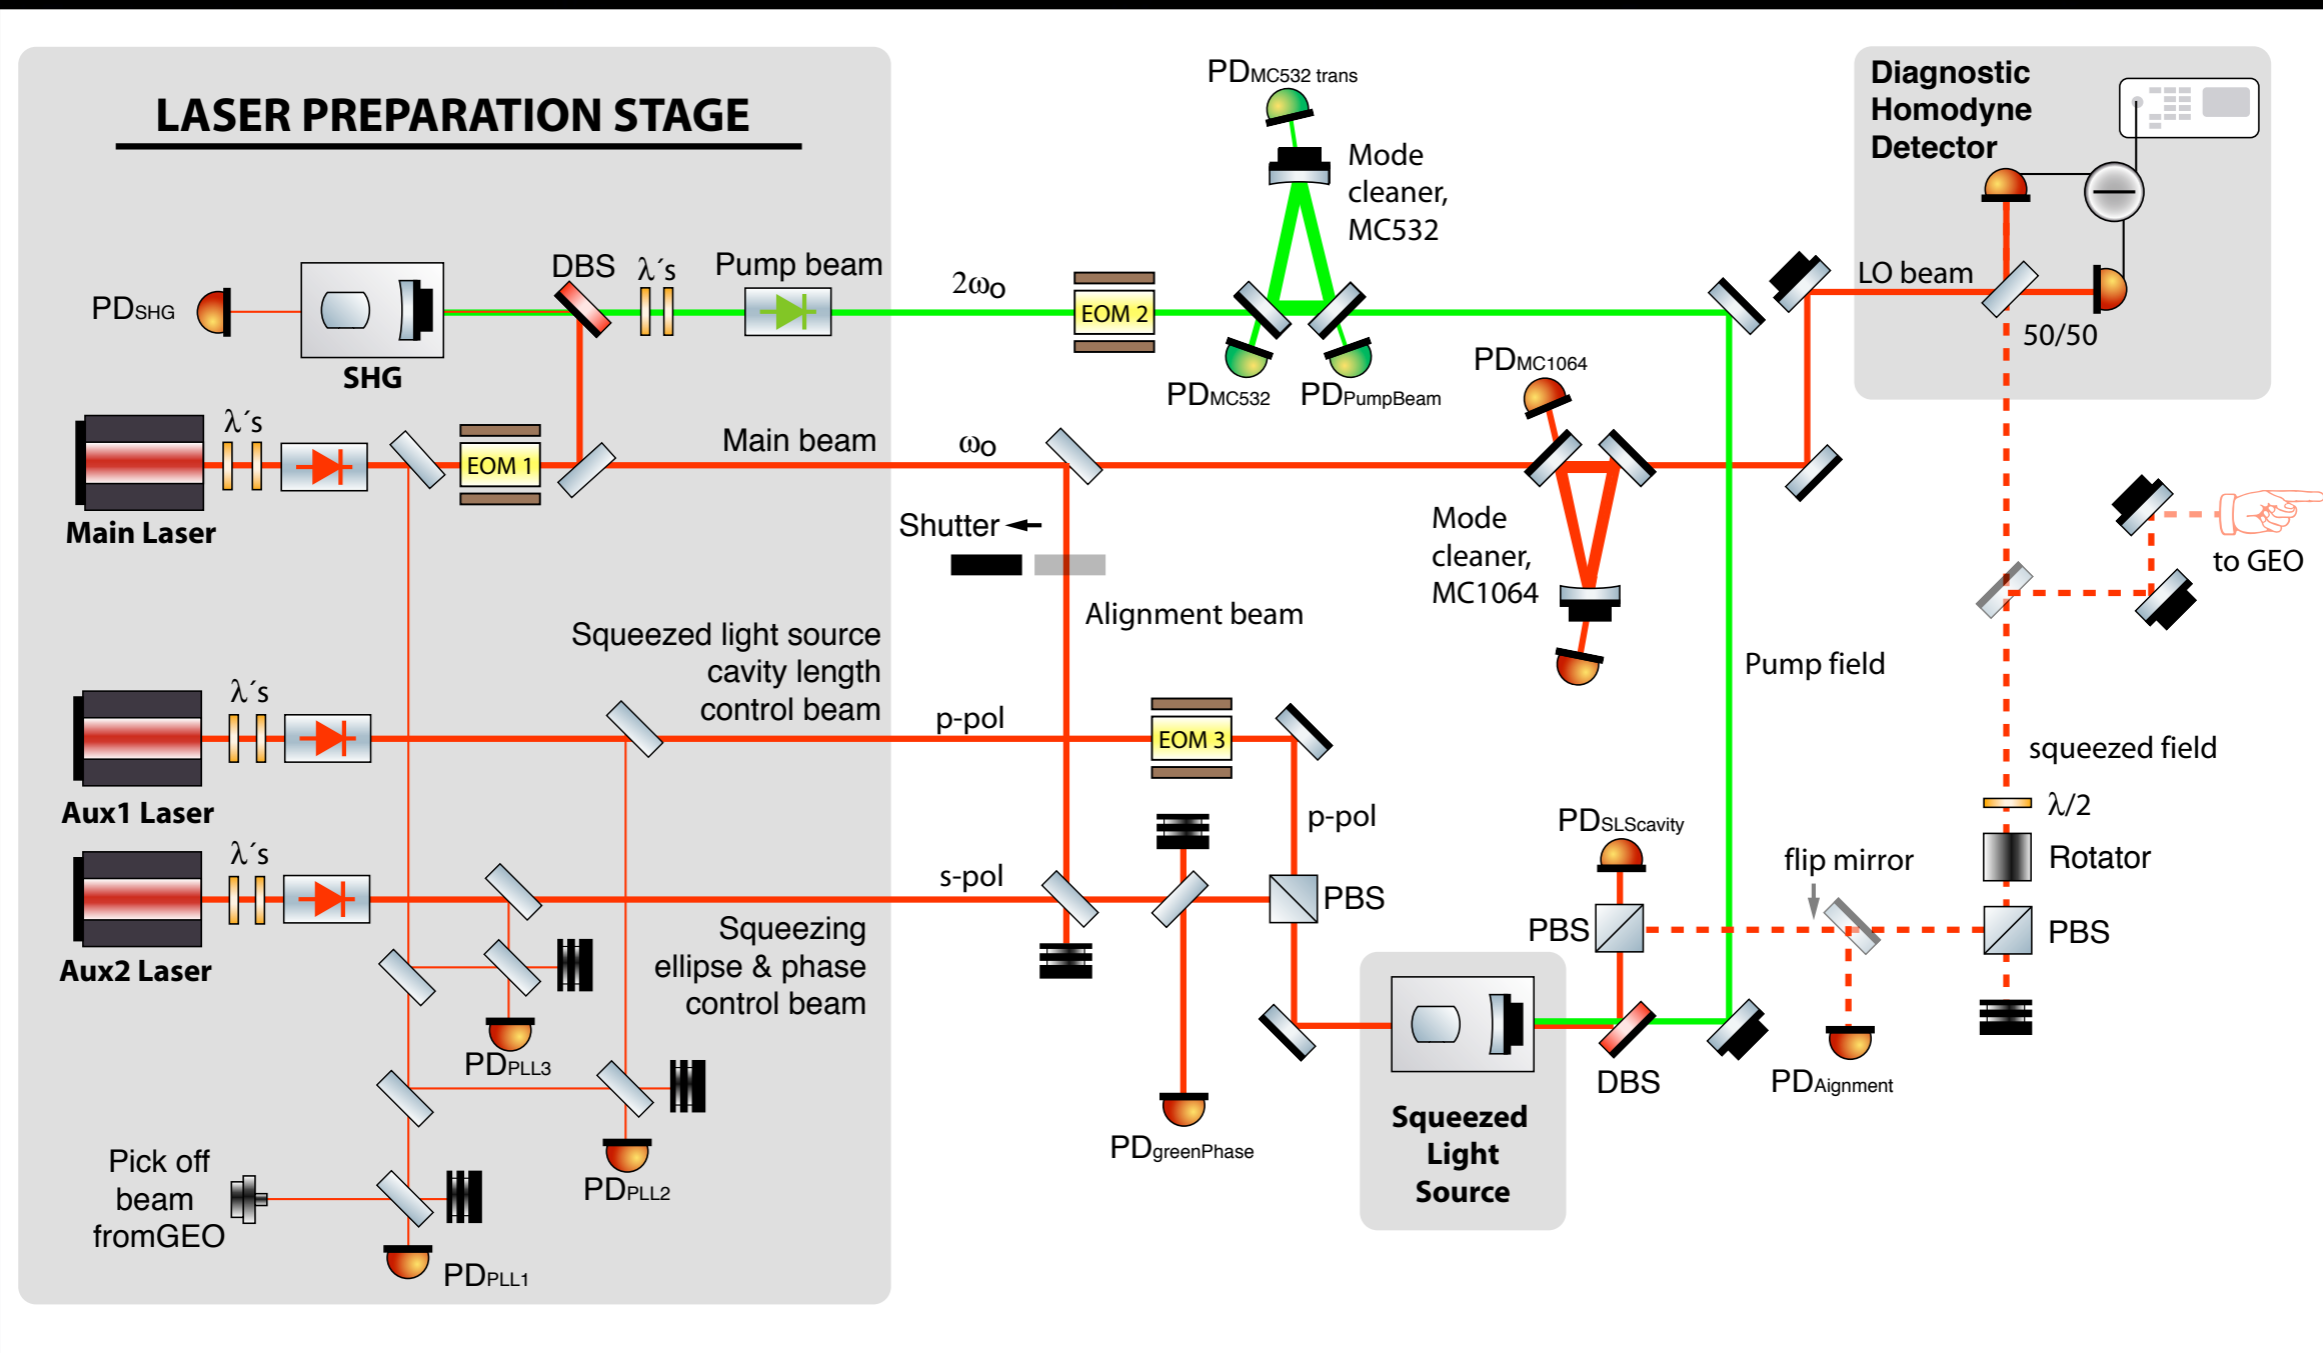 LASER PREPARATION STAGE
PDSHG
SHG
DBS
λ´s
Pump beam
2ωo
EOM 2
PDMC532 trans
Mode
cleaner,
MC532
PDMC532
PDPumpBeam
Diagnostic
Homodyne
Detector
LO beam
50/50
λ´s
Main Laser
EOM 1
Main beam
ωo
Shutter
Alignment beam
PDMC1064
Mode
cleaner,
MC1064
to GEO
Pump field
squeezed field
Squeezed light source
cavity length
control beam
λ´s
Aux1 Laser
p-pol
EOM 3
p-pol
λ´s
Aux2 Laser
s-pol
PBS
Squeezing
ellipse & phase
control beam
PDPLL3
PDPLL2
Pick off
beam
fromGEO
PDPLL1
PDgreenPhase
PDSLScavity
PBS
DBS
Squeezed
Light
Source
flip mirror
PDAignment
λ/2
Rotator
PBS